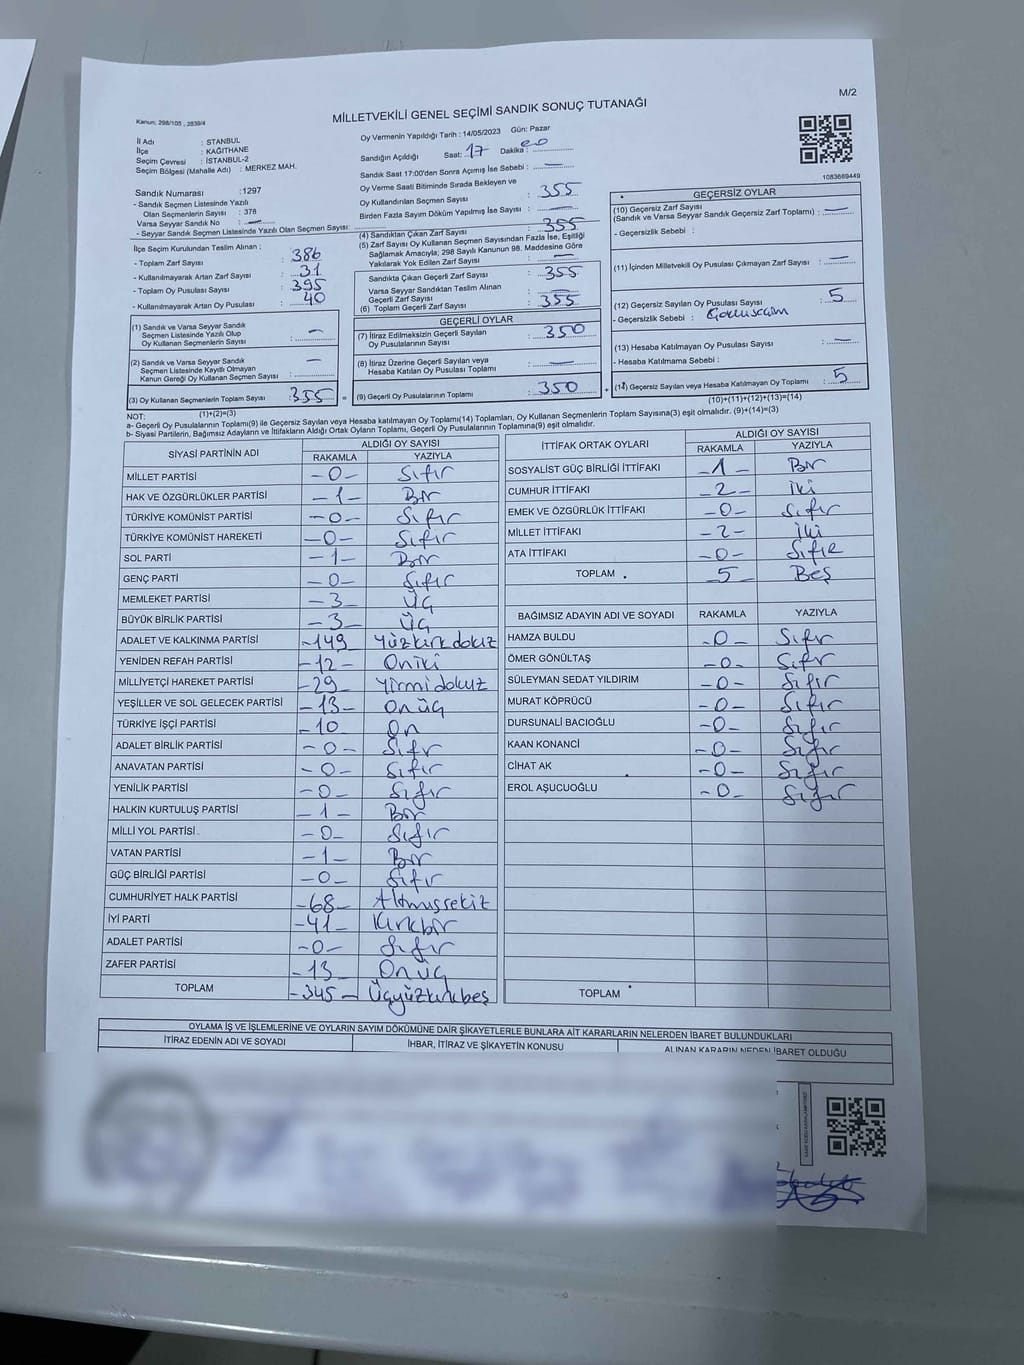 M/2
MİLLETVEKİLİ GENEL SEÇİMİ SANDIK SONUÇ TUTANAĞI
Kanun: 298/105 , 2839/4
İl Adı : İSTANBUL
İlçe : KAĞITHANE
Seçim Çevresi : İSTANBUL-2
Seçim Bölgesi (Mahalle Adı) : MERKEZ MAH.
Sandık Numarası :1297
- Sandık Seçmen Listesinde Yazılı
Olan Seçmenlerin Sayısı : 378
Varsa Seyyar Sandık No : —
- Seyyar Sandık Seçmen Listesinde Yazılı Olan Seçmen Sayısı:
Oy Vermenin Yapıldığı Tarih : 14/05/2023 Gün: Pazar
Sandığın Açıldığı Saat: 17 Dakika :
Sandık Saat 17:00'den Sonra Açımış İse Sebebi : —
Oy Verme Saati Bitiminde Sırada Bekleyen ve
Oy Kullandırılan Seçmen Sayısı : 355
Birden Fazla Sayım Döküm Yapılmış İse Sayısı : —
1083669449
İlçe Seçim Kurulundan Teslim Alınan ;
- Toplam Zarf Sayısı : 386
- Kullanılmayarak Artan Zarf Sayısı : 31
- Toplam Oy Pusulası Sayısı : 395
- Kullanılmayarak Artan Oy Pusulası : 40
(1) Sandık ve Varsa Seyyar Sandık
Seçmen Listesinde Yazılı Olup
Oy Kullanan Seçmenlerin Sayısı : —
(2) Sandık ve Varsa Seyyar Sandık
Seçmen Listesinde Kayıtlı Olmayan
Kanun Gereği Oy Kullanan Seçmen Sayısı : —
(3) Oy Kullanan Seçmenlerin Toplam Sayısı : 355
(1)+(2)=(3)
(4) Sandıktan Çıkan Zarf Sayısı : 355
(5) Zarf Sayısı Oy Kullanan Seçmen Sayısından Fazla İse, Eşitliği
Sağlamak Amacıyla; 298 Sayılı Kanunun 98. Maddesine Göre
Yakılarak Yok Edilen Zarf Sayısı : —
Sandıkta Çıkan Geçerli Zarf Sayısı : 355
Varsa Seyyar Sandıktan Teslim Alınan
Geçerli Zarf Sayısı : —
(6) Toplam Geçerli Zarf Sayısı : 355
GEÇERLİ OYLAR
(7) İtiraz Edilmeksizin Geçerli Sayılan
Oy Pusulalarının Sayısı : 350
(8) İtiraz Üzerine Geçerli Sayılan veya
Hesaba Katılan Oy Pusulası Toplamı : —
= (9) Geçerli Oy Pusulalarının Toplamı : 350 +
GEÇERSİZ OYLAR
(10) Geçersiz Zarf Sayısı
(Sandık ve Varsa Seyyar Sandık Geçersiz Zarf Toplamı) : —
- Geçersizlik Sebebi :
(11) İçinden Milletvekili Oy Pusulası Çıkmayan Zarf Sayısı : —
(12) Geçersiz Sayılan Oy Pusulası Sayısı : 5
- Geçersizlik Sebebi :
(13) Hesaba Katılmayan Oy Pusulası Sayısı : —
- Hesaba Katılmama Sebebi :
(14) Geçersiz Sayılan veya Hesaba Katılmayan Oy Toplamı : 5
(10)+(11)+(12)+(13)=(14)
NOT:
a- Geçerli Oy Pusulasının Toplamı(9) ile Geçersiz Sayılan veya Hesaba katılmayan Oy Toplamı(14) Toplamları, Oy Kullanan Seçmenlerin Toplam Sayısına(3) eşit olmalıdır. (9)+(14)=(3)
b- Siyasi Partilerin, Bağımsız Adayların ve İttifakların Aldığı Ortak Oyların Toplamı, Geçerli Oy Pusulalarının Toplamına(9) eşit olmalıdır.
SİYASİ PARTİNİN ADI ALDIĞI OY SAYISI
RAKAMLA YAZIYLA
MİLLET PARTİSİ -0- Sıfır
HAK VE ÖZGÜRLÜKLER PARTİSİ -1- Bir
TÜRKİYE KOMÜNİST PARTİSİ -0- Sıfır
TÜRKİYE KOMÜNİST HAREKETİ -0- Sıfır
SOL PARTİ -1- Bir
GENÇ PARTİ -0- Sıfır
MEMLEKET PARTİSİ -3- Üç
BÜYÜK BİRLİK PARTİSİ -3- Üç
ADALET VE KALKINMA PARTİSİ -149 Yüzkırkdokuz
YENİDEN REFAH PARTİSİ -12- Oniki
MİLLİYETÇİ HAREKET PARTİSİ -29- Yirmidokuz
YEŞİLLER VE SOL GELECEK PARTİSİ -13- Onüç
TÜRKİYE İŞÇİ PARTİSİ -10 On
ADALET BİRLİK PARTİSİ -0- Sıfır
ANAVATAN PARTİSİ -0- Sıfır
YENİLİK PARTİSİ -0- Sıfır
HALKIN KURTULUŞ PARTİSİ -1- Bir
MİLLİ YOL PARTİSİ -0- Sıfır
VATAN PARTİSİ -1- Bir
GÜÇ BİRLİĞİ PARTİSİ -0- Sıfır
CUMHURİYET HALK PARTİSİ -68- Altmışsekiz
İYİ PARTİ -41- Kırkbir
ADALET PARTİSİ -0- Sıfır
ZAFER PARTİSİ -13- Onüç
TOPLAM -345- Üçyüzkırkbeş
İTTİFAK ORTAK OYLARI ALDIĞI OY SAYISI
RAKAMLA YAZIYLA
SOSYALİST GÜÇ BİRLİĞİ İTTİFAKI -1- Bir
CUMHUR İTTİFAKI -2- İki
EMEK VE ÖZGÜRLÜK İTTİFAKI -0- Sıfır
MİLLET İTTİFAKI -2- İki
ATA İTTİFAKI -0- Sıfır
TOPLAM 5 Beş
BAĞIMSIZ ADAYIN ADI VE SOYADI RAKAMLA YAZIYLA
HAMZA BULDU -0- Sıfır
ÖMER GÖNÜLTAŞ -0- Sıfır
SÜLEYMAN SEDAT YILDIRIM -0- Sıfır
MURAT KÖPRÜCÜ -0- Sıfır
DURSUNALİ BACIOĞLU -0- Sıfır
KAAN KONANCİ -0- Sıfır
CİHAT AK -0- Sıfır
EROL AŞUCUOĞLU -0- Sıfır
TOPLAM
OYLAMA İŞ VE İŞLEMLERİNE VE OYLARIN SAYIM DÖKÜMÜNE DAİR ŞİKAYETLERLE BUNLARA AİT KARARLARIN NELERDEN İBARET BULUNDUKLARI
İTİRAZ EDENİN ADI VE SOYADI İHBAR, İTİRAZ VE ŞİKAYETİN KONUSU ALINAN KARARIN NEDEN İBARET OLDUĞU